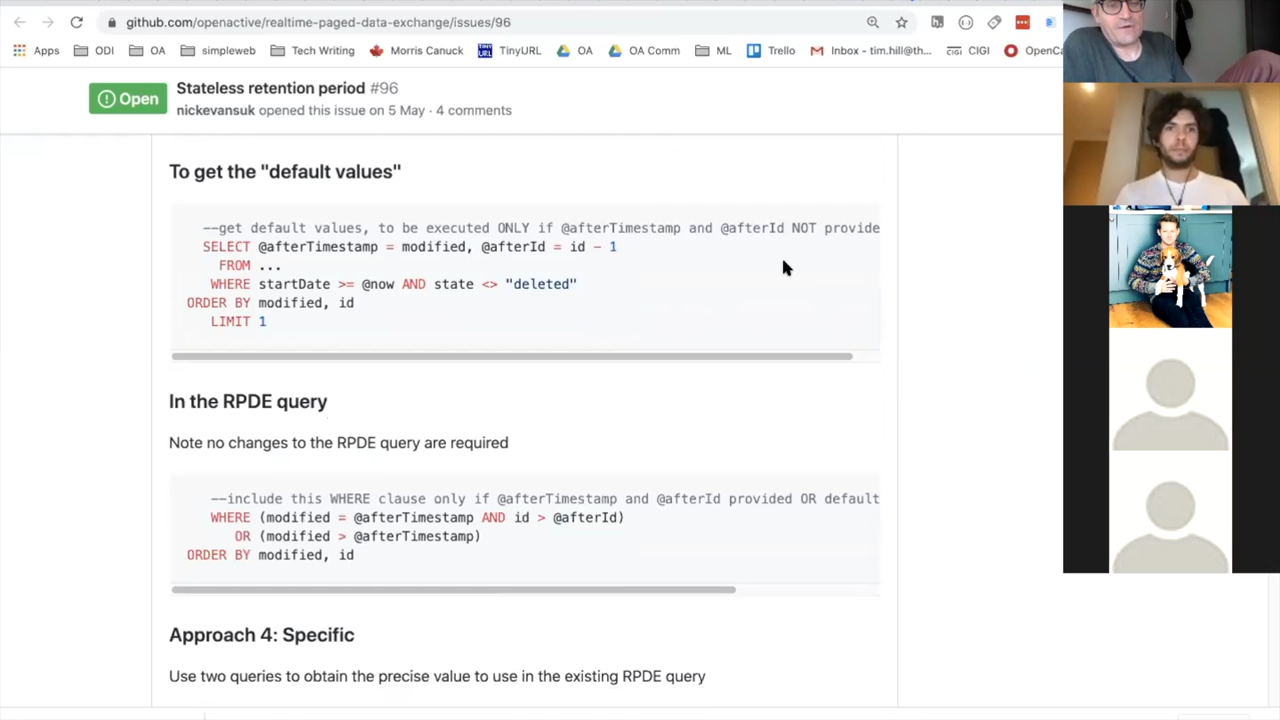 github.com/openactive/realtime-paged-data-exchange/issues/96
Apps ODI OA simpleweb Tech Writing Morris Canuck TinyURL OA OA Comm ML Trello Inbox - tim.hill@th... CIGI OpenCa
Open
Stateless retention period #96
nickevansuk opened this issue on 5 May · 4 comments
To get the "default values"
--get default values, to be executed ONLY if @afterTimestamp and @afterId NOT provide
SELECT @afterTimestamp = modified, @afterId = id - 1
FROM ...
WHERE startDate >= @now AND state <> "deleted"
ORDER BY modified, id
LIMIT 1
In the RPDE query
Note no changes to the RPDE query are required
--include this WHERE clause only if @afterTimestamp and @afterId provided OR default
WHERE (modified = @afterTimestamp AND id > @afterId)
OR (modified > @afterTimestamp)
ORDER BY modified, id
Approach 4: Specific
Use two queries to obtain the precise value to use in the existing RPDE query